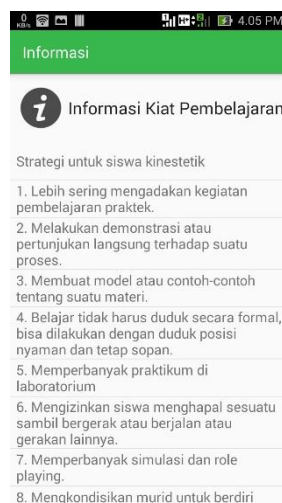 0
KB/s
4.05 PM
Informasi
Informasi Kiat Pembelajaran
Strategi untuk siswa kinestetik
1. Lebih sering mengadakan kegiatan
pembelajaran praktek.
2. Melakukan demonstrasi atau
pertunjukan langsung terhadap suatu
proses.
3. Membuat model atau contoh-contoh
tentang suatu materi.
4. Belajar tidak harus duduk secara formal,
bisa dilakukan dengan duduk posisi
nyaman dan tetap sopan.
5. Memperbanyak praktikum di
laboratorium
6. Mengizinkan siswa menghapal sesuatu
sambil bergerak atau berjalan atau
gerakan lainnya.
7. Memperbanyak simulasi dan role
playing.
8. Mengkondisikan murid untuk berdiri